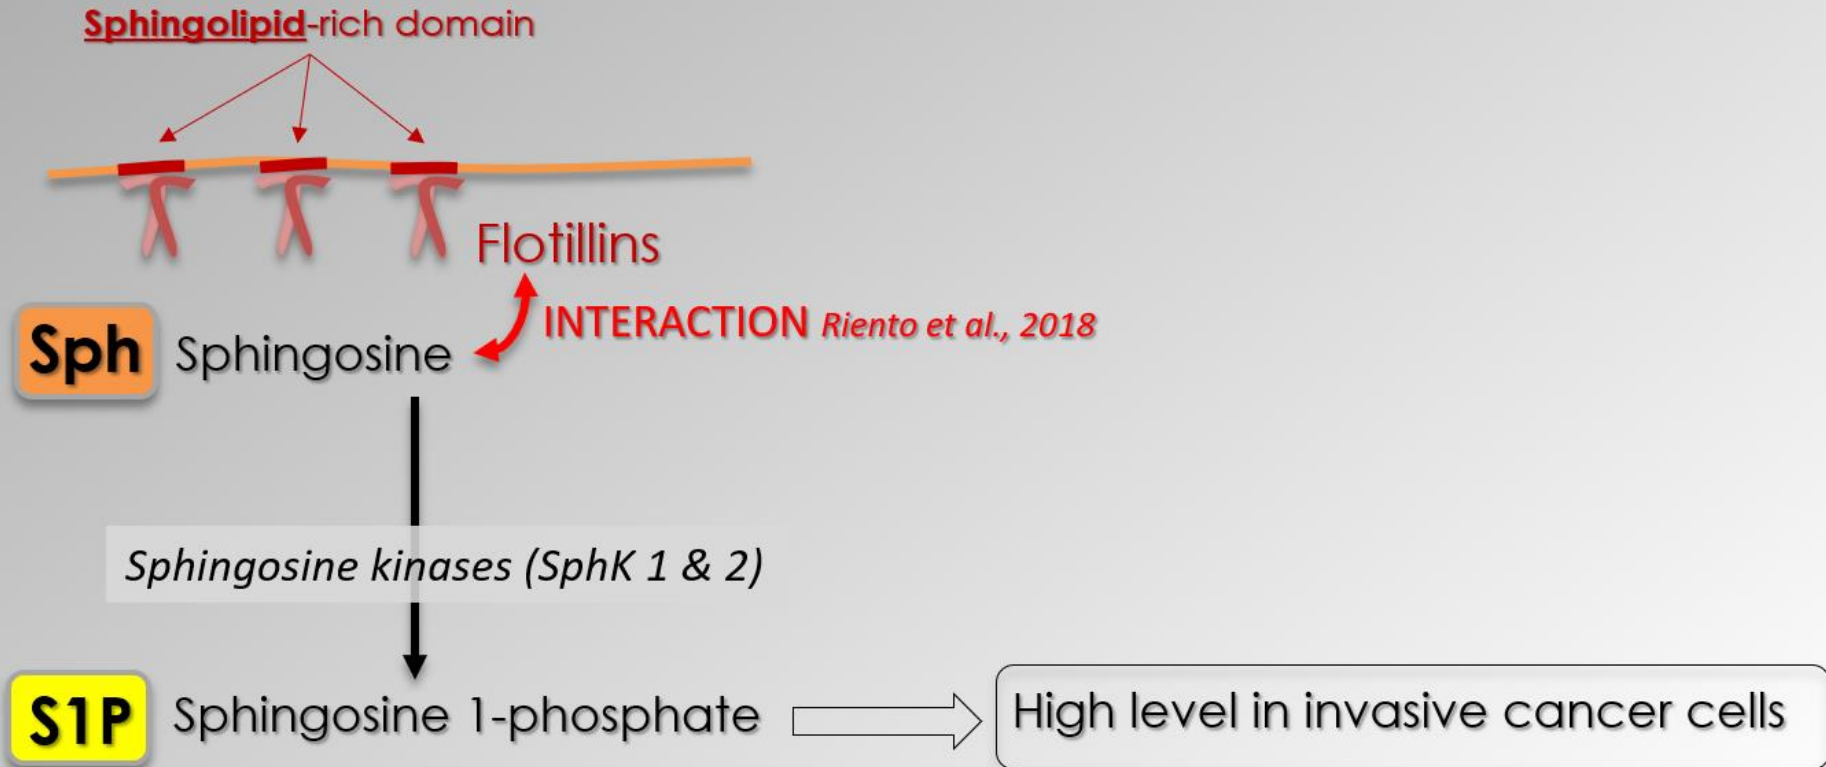 Sphingolipid-rich domain
Flotillins
INTERACTION Riento et al., 2018
Sph Sphingosine
Sphingosine kinases (SphK 1 & 2)
S1P Sphingosine 1-phosphate
High level in invasive cancer cells